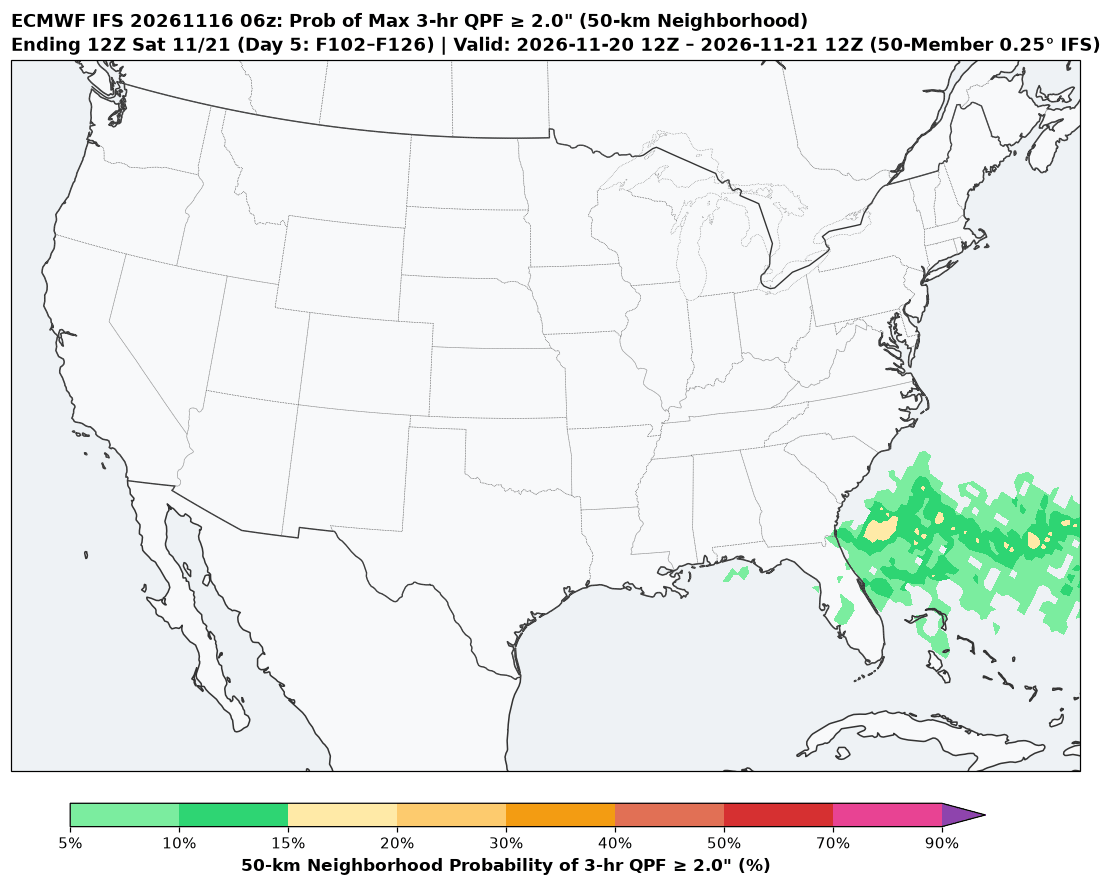 ECMWF IFS 20261116 06z: Prob of Max 3-hr QPF ≥ 2.0" (50-km Neighborhood)
Ending 12Z Sat 11/21 (Day 5: F102–F126) | Valid: 2026-11-20 12Z – 2026-11-21 12Z (50-Member 0.25° IFS)
5% 10% 15% 20% 30% 40% 50% 70% 90%
50-km Neighborhood Probability of 3-hr QPF ≥ 2.0" (%)